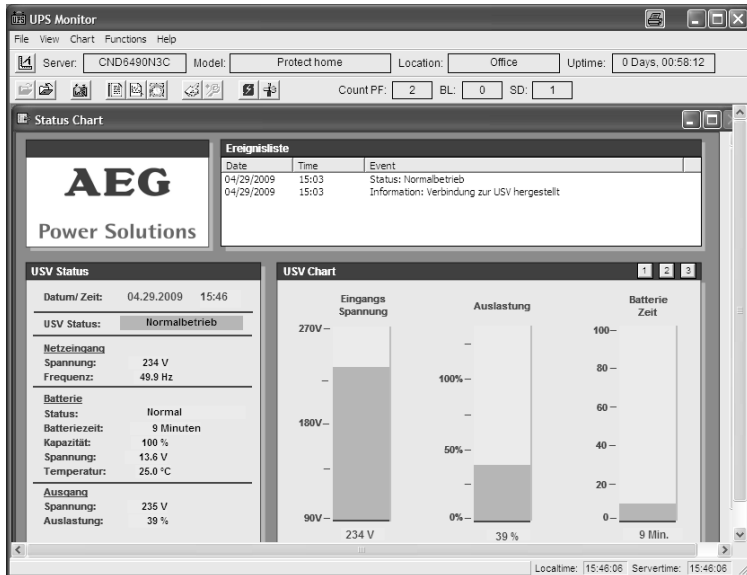 UPS Monitor
File View Chart Functions Help
Server: CND6490N3C Model: Protect home Location: Office Uptime: 0 Days, 00:58:12
Count PF: 2 BL: 0 SD: 1
Status Chart
AEG
Power Solutions
Ereignisliste
Date Time Event
04/29/2009 15:03 Status: Normalbetrieb
04/29/2009 15:03 Information: Verbindung zur USV hergestellt
USV Status
Datum/ Zeit: 04.29.2009 15:46
USV Status: Normalbetrieb
Netzeingang
Spannung: 234 V
Frequenz: 49.9 Hz
Batterie
Status: Normal
Batteriezeit: 9 Minuten
Kapazität: 100 %
Spannung: 13.6 V
Temperatur: 25.0 °C
Ausgang
Spannung: 235 V
Auslastung: 39 %
USV Chart 1 2 3
Eingangs
Spannung
270V
180V
90V
234 V
Auslastung
100%
50%
0%
39 %
Batterie
Zeit
100
80
60
40
20
0
9 Min.
Localtime: 15:46:06 Servertime: 15:46:06